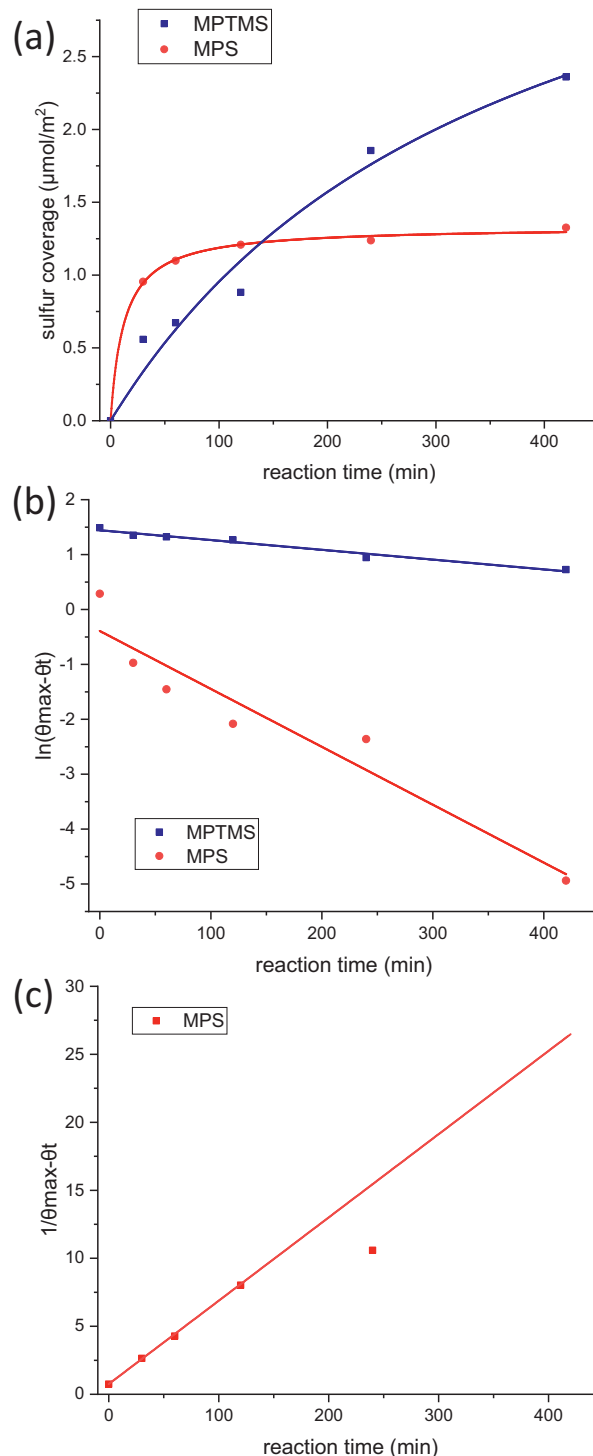 (a)
MPTMS
MPS
sulfur coverage (μmol/m²)
2.5
2.0
1.5
1.0
0.5
0.0
0 100 200 300 400
reaction time (min)
(b)
ln(θmax-θt)
2
1
0
-1
-2
-3
-4
-5
MPTMS
MPS
0 100 200 300 400
reaction time (min)
(c)
MPS
1/θmax-θt
30
25
20
15
10
5
0
0 100 200 300 400
reaction time (min)